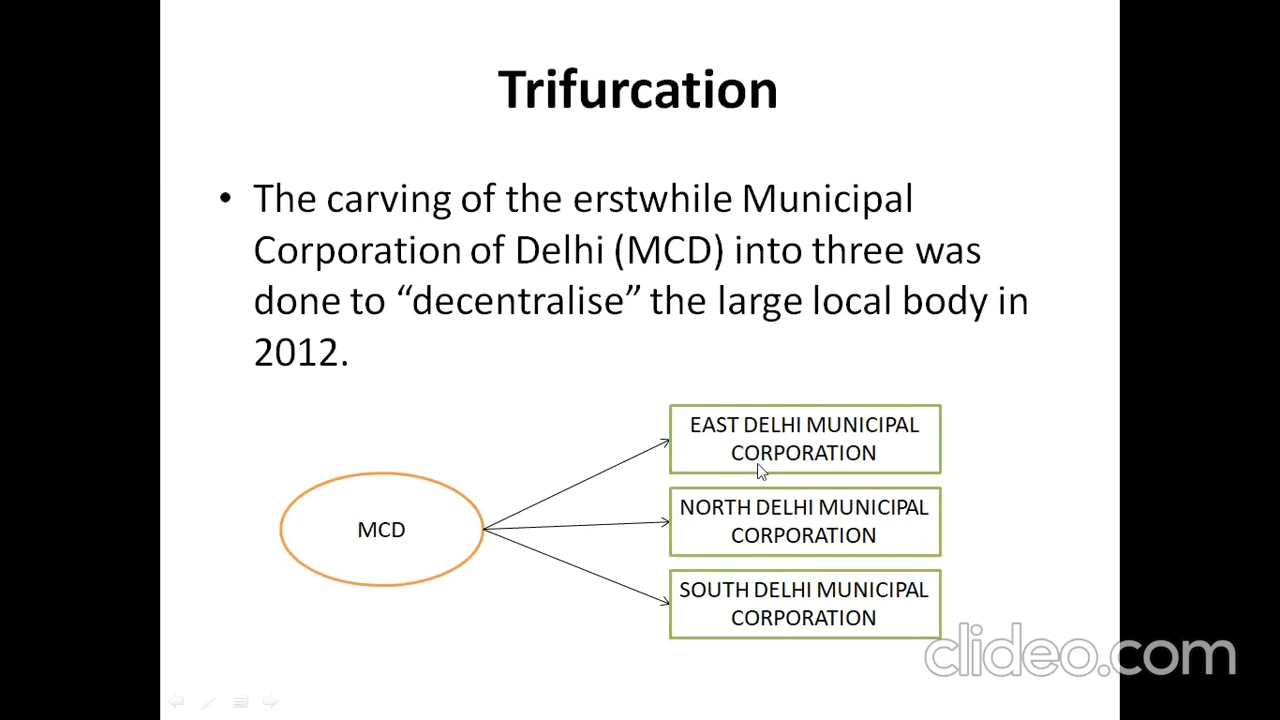 Trifurcation
• The carving of the erstwhile Municipal
Corporation of Delhi (MCD) into three was
done to “decentralise” the large local body in
2012.
EAST DELHI MUNICIPAL
CORPORATION
MCD
NORTH DELHI MUNICIPAL
CORPORATION
SOUTH DELHI MUNICIPAL
CORPORATION
clideo.com